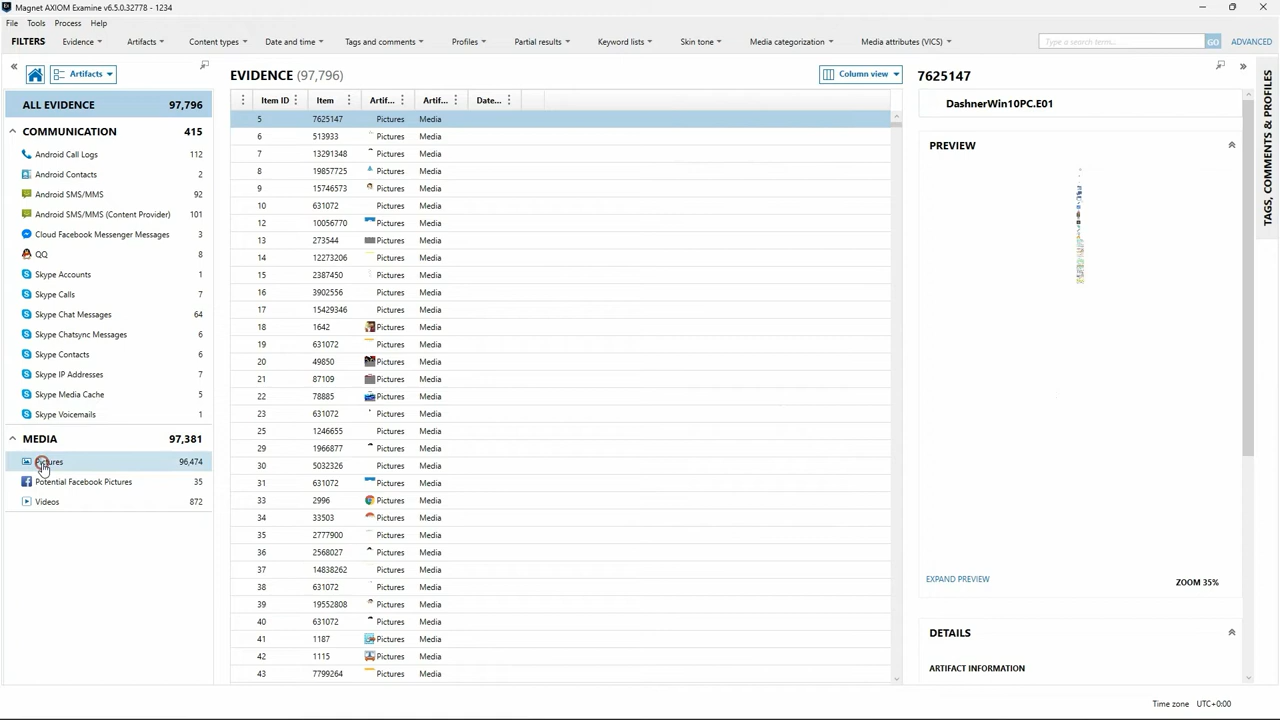 Magnet AXIOM Examine v6.5.0.32778 - 1234
File Tools Process Help
FILTERS Evidence Artifacts Content types Date and time Tags and comments Profiles Partial results Keyword lists Skin tone Media categorization Media attributes (VICS) Type a search term... GO ADVANCED
Artifacts
ALL EVIDENCE 97,796
COMMUNICATION 415
Android Call Logs 112
Android Contacts 2
Android SMS/MMS 92
Android SMS/MMS (Content Provider) 101
Cloud Facebook Messenger Messages 3
QQ 8
Skype Accounts 1
Skype Calls 7
Skype Chat Messages 64
Skype Chatsync Messages 6
Skype Contacts 6
Skype IP Addresses 7
Skype Media Cache 5
Skype Voicemails 1
MEDIA 97,381
Pictures 96,474
Potential Facebook Pictures 35
Videos 872
EVIDENCE (97,796)
Column view
Item ID Item Artif... Artif... Date...
5 7625147 Pictures Media
6 513933 Pictures Media
7 13291348 Pictures Media
8 19857725 Pictures Media
9 15746573 Pictures Media
10 631072 Pictures Media
12 10056770 Pictures Media
13 273544 Pictures Media
14 12273206 Pictures Media
15 2387450 Pictures Media
16 3902556 Pictures Media
17 15429346 Pictures Media
18 1642 Pictures Media
19 631072 Pictures Media
20 49850 Pictures Media
21 87109 Pictures Media
22 78885 Pictures Media
23 631072 Pictures Media
25 1246655 Pictures Media
29 1966877 Pictures Media
30 5032326 Pictures Media
31 631072 Pictures Media
33 2996 Pictures Media
34 33503 Pictures Media
35 2777900 Pictures Media
36 2568027 Pictures Media
37 14838262 Pictures Media
38 631072 Pictures Media
39 19552808 Pictures Media
40 631072 Pictures Media
41 1187 Pictures Media
42 1115 Pictures Media
43 7799264 Pictures Media
7625147
DashnerWin10PC.E01
PREVIEW
EXPAND PREVIEW
ZOOM 35%
DETAILS
ARTIFACT INFORMATION
TAGS, COMMENTS & PROFILES
Time zone UTC+0:00